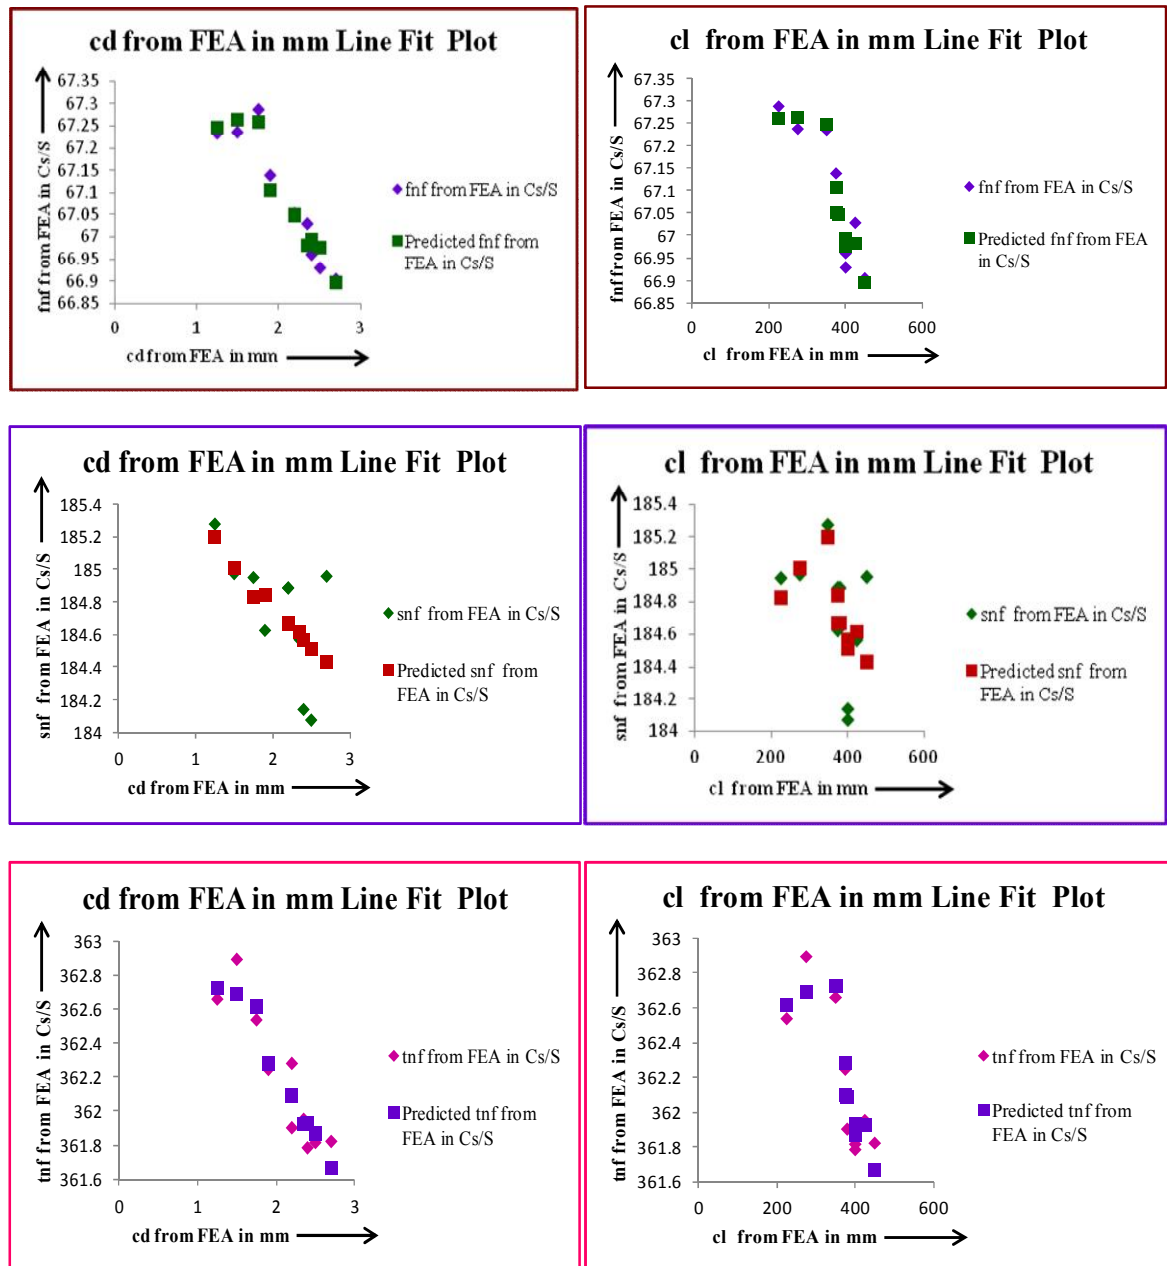 cd from FEA in mm Line Fit Plot
fnf from FEA in Cs/S
67.35
67.3
67.25
67.2
67.15
67.1
67.05
67
66.95
66.9
66.85
0 1 2 3
cd from FEA in mm
fnf from FEA in Cs/S
Predicted fnf from
FEA in Cs/S
cl from FEA in mm Line Fit Plot
fnf from FEA in Cs/S
67.35
67.3
67.25
67.2
67.15
67.1
67.05
67
66.95
66.9
66.85
0 200 400 600
cl from FEA in mm
fnf from FEA in Cs/S
Predicted fnf from FEA
in Cs/S
cd from FEA in mm Line Fit Plot
snf from FEA in Cs/S
185.4
185.2
185
184.8
184.6
184.4
184.2
184
0 1 2 3
cd from FEA in mm
snf from FEA in Cs/S
Predicted snf from
FEA in Cs/S
cl from FEA in mm Line Fit Plot
snf from FEA in Cs/S
185.4
185.2
185
184.8
184.6
184.4
184.2
184
0 200 400 600
cl from FEA in mm
snf from FEA in Cs/S
Predicted snf from
FEA in Cs/S
cd from FEA in mm Line Fit Plot
tnf from FEA in Cs/S
363
362.8
362.6
362.4
362.2
362
361.8
361.6
0 1 2 3
cd from FEA in mm
tnf from FEA in Cs/S
Predicted tnf from
FEA in Cs/S
cl from FEA in mm Line Fit Plot
tnf from FEA in Cs/S
363
362.8
362.6
362.4
362.2
362
361.8
361.6
0 200 400 600
cl from FEA in mm
tnf from FEA in Cs/S
Predicted tnf from
FEA in Cs/S